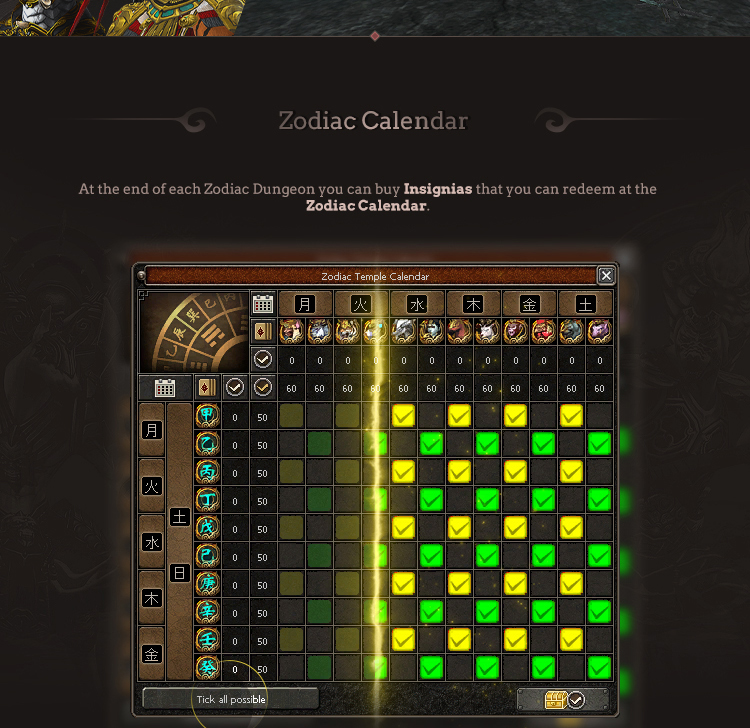 Zodiac Calendar
At the end of each Zodiac Dungeon you can buy Insignias that you can redeem at the
Zodiac Calendar.
Zodiac Temple Calendar
月 火 水 木 金 土
0 0 0 0 0 0 0 0 0 0 0 0
60 60 60 60 60 60 60 60 60 60 60
月 甲 0 50
乙 0 50
火 丙 0 50
土 丁 0 50
水 戊 0 50
日 己 0 50
木 庚 0 50
辛 0 50
金 壬 0 50
癸 0 50
Tick all possible